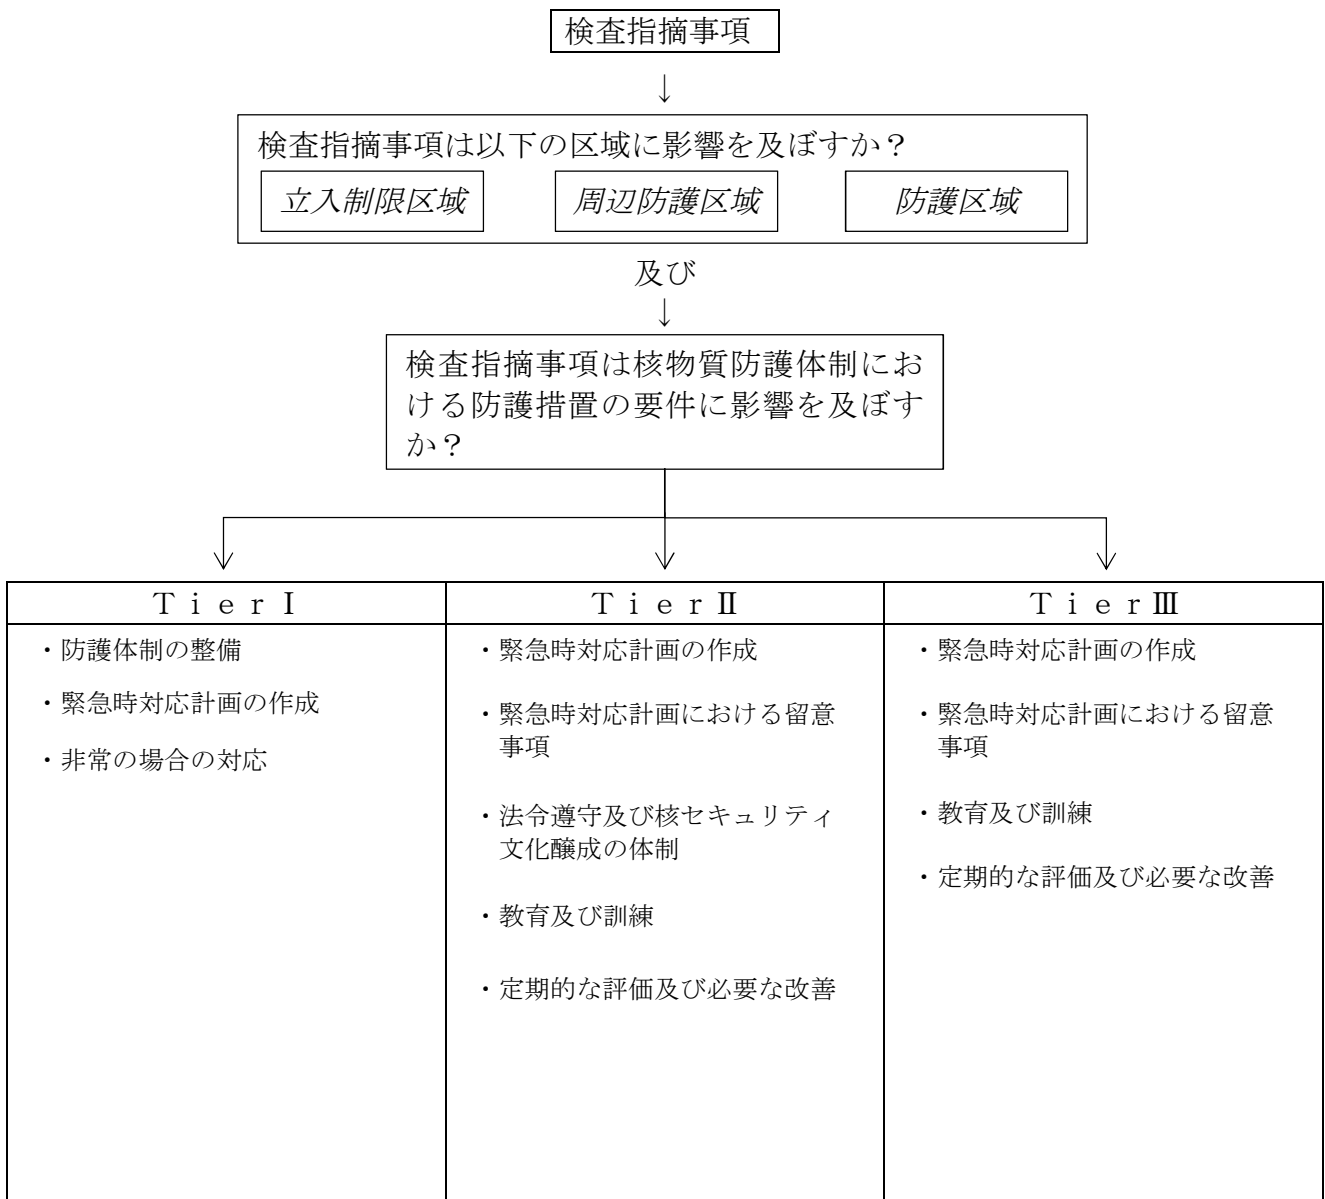 検査指摘事項
↓
検査指摘事項は以下の区域に影響を及ぼすか？
立入制限区域 周辺防護区域 防護区域
及び
↓
検査指摘事項は核物質防護体制にお
ける防護措置の要件に影響を及ぼす
か？
ＴｉｅｒⅠ
・防護体制の整備
・緊急時対応計画の作成
・非常の場合の対応
ＴｉｅｒⅡ
・緊急時対応計画の作成
・緊急時対応計画における留意
事項
・法令遵守及び核セキュリティ
文化醸成の体制
・教育及び訓練
・定期的な評価及び必要な改善
ＴｉｅｒⅢ
・緊急時対応計画の作成
・緊急時対応計画における留意
事項
・教育及び訓練
・定期的な評価及び必要な改善